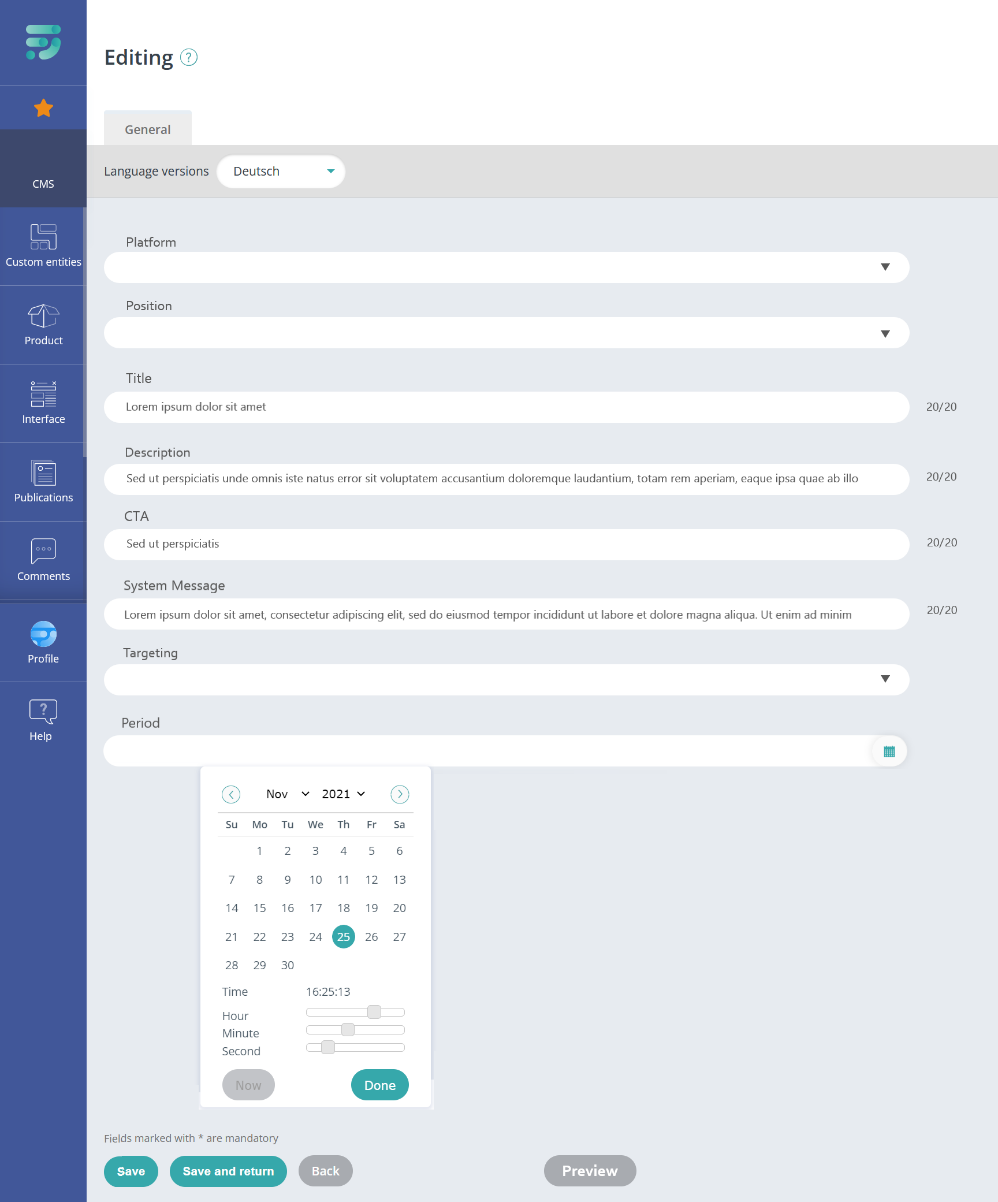 Editing ?
General
Language versions Deutsch
CMS
Custom entities
Product
Interface
Publications
Comments
Profile
Help
Platform
Position
Title
Lorem ipsum dolor sit amet 20/20
Description
Sed ut perspiciatis unde omnis iste natus error sit voluptatem accusantium doloremque laudantium, totam rem aperiam, eaque ipsa quae ab illo 20/20
CTA
Sed ut perspiciatis 20/20
System Message
Lorem ipsum dolor sit amet, consectetur adipiscing elit, sed do eiusmod tempor incididunt ut labore et dolore magna aliqua. Ut enim ad minim 20/20
Targeting
Period
Nov 2021
Su Mo Tu We Th Fr Sa
1 2 3 4 5 6
7 8 9 10 11 12 13
14 15 16 17 18 19 20
21 22 23 24 25 26 27
28 29 30
Time 16:25:13
Hour
Minute
Second
Now Done
Fields marked with * are mandatory
Save Save and return Back Preview